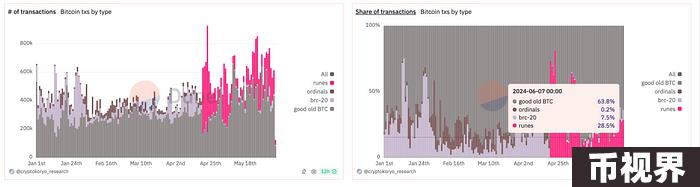 # of transactions Bitcoin txs by type
800k
600k
400k
200k
0
Jan 1st Jan 24th Feb 16th Mar 10th Apr 2nd Apr 25th May 18th
All
runes
ordinals
brc-20
good old BTC
@cryptokoryo_research
12h
Share of transactions Bitcoin txs by type
100%
50%
Jan 1st Jan 24th Feb 16th Mar 10th Apr 2nd Apr 25th
2024-06-07 00:00
good old BTC 63.8%
ordinals 0.2%
brc-20 7.5%
runes 28.5%
All
good old BTC
ordinals
brc-20
runes
@cryptokoryo_research
币视界